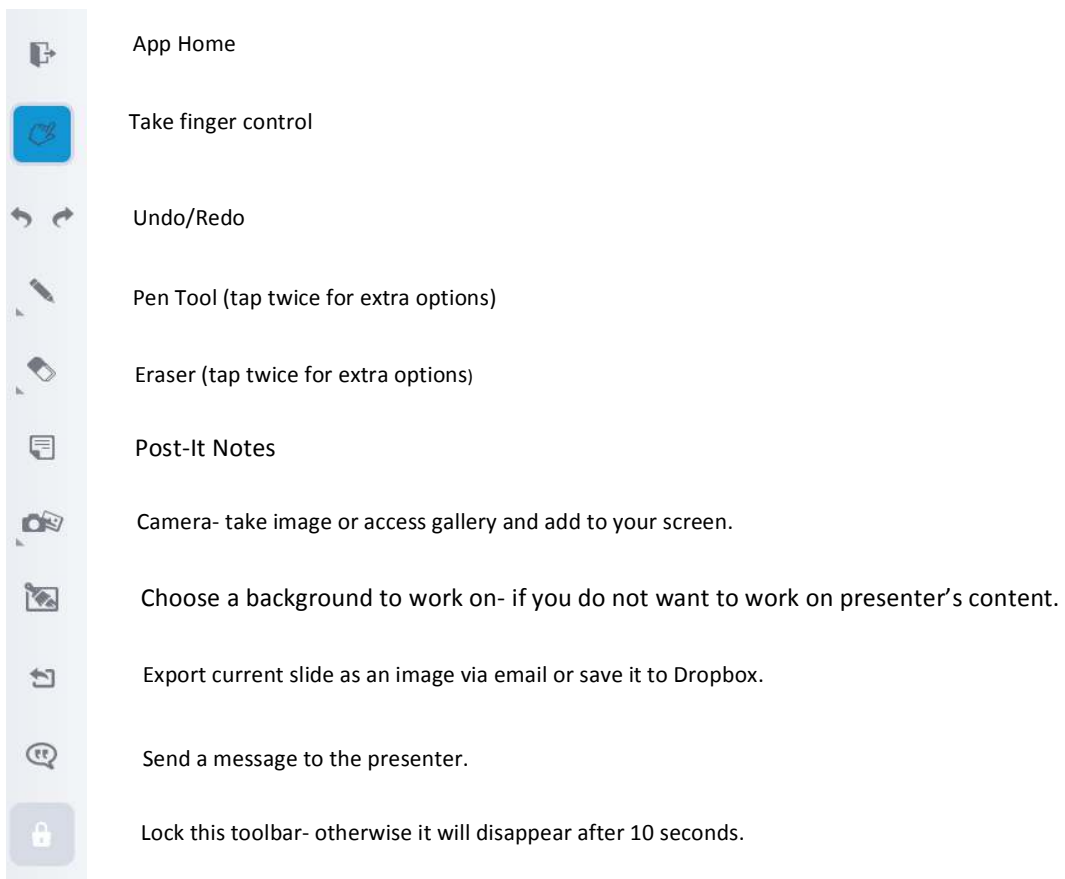 App Home
Take finger control
Undo/Redo
Pen Tool (tap twice for extra options)
Eraser (tap twice for extra options)
Post-It Notes
Camera- take image or access gallery and add to your screen.
Choose a background to work on- if you do not want to work on presenter’s content.
Export current slide as an image via email or save it to Dropbox.
Send a message to the presenter.
Lock this toolbar- otherwise it will disappear after 10 seconds.